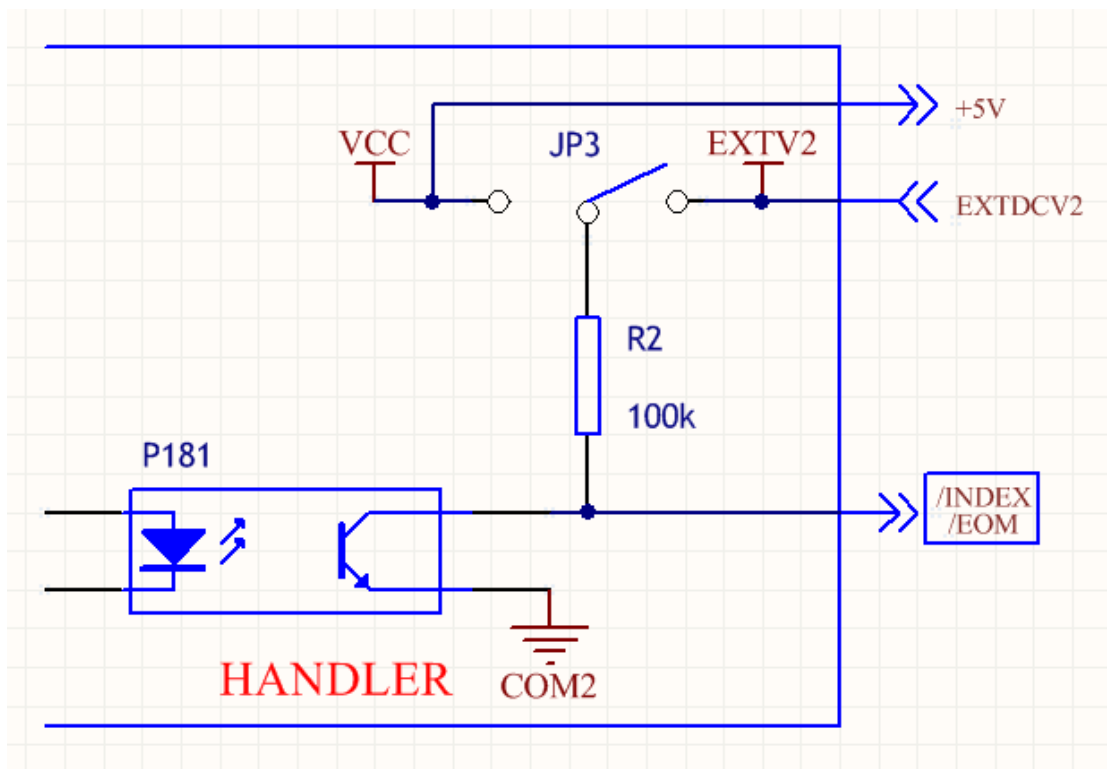 +5V
VCC
JP3
EXTV2
EXTDCV2
R2
100k
P181
/INDEX
/EOM
HANDLER
COM2